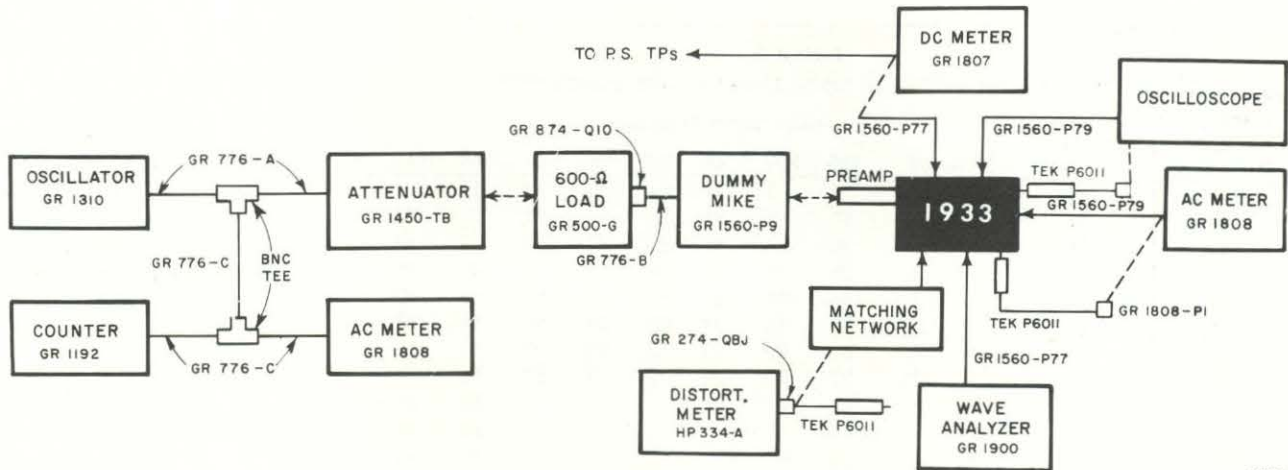 DC METER
GR 1807
TO P.S. TPs
OSCILLOSCOPE
GR 874-Q10
GR 1560-P77
GR 1560-P79
GR 776-A
OSCILLATOR
GR 1310
ATTENUATOR
GR 1450-TB
600-Ω
LOAD
GR 500-G
DUMMY
MIKE
GR 1560-P9
PREAMP
1933
TEK P6011
GR 1560-P79
AC METER
GR 1808
GR 776-C
BNC
TEE
GR 776-B
COUNTER
GR 1192
AC METER
GR 1808
GR 776-C
MATCHING
NETWORK
TEK P6011
GR 1808-P1
GR 274-QBJ
GR 1560-P77
DISTORT.
METER
HP 334-A
TEK P6011
WAVE
ANALYZER
GR 1900